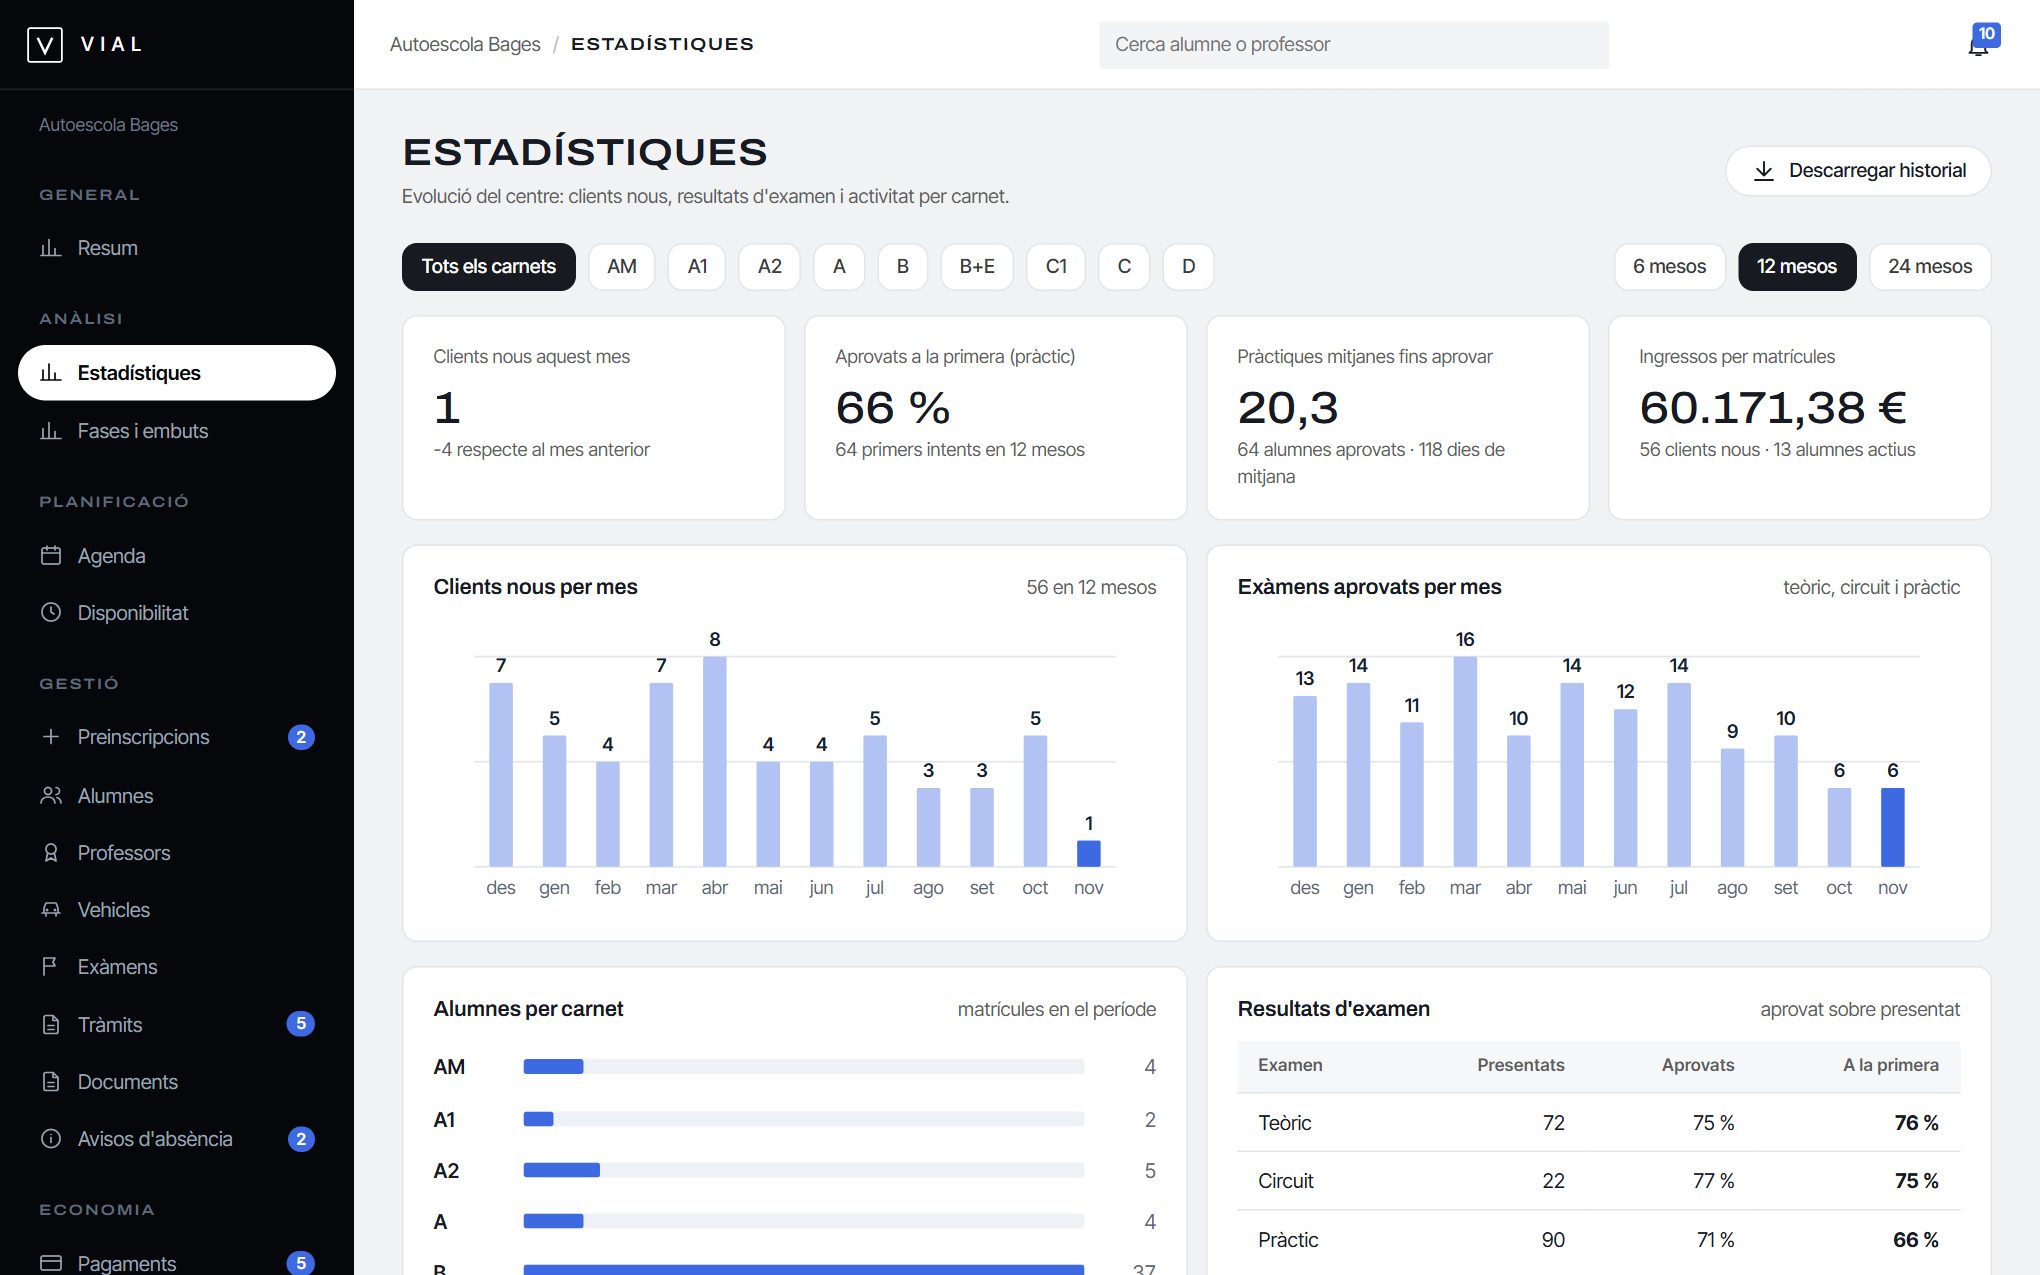 VIAL
Autoescola Bages / ESTADÍSTIQUES
Cerca alumne o professor
10
Autoescola Bages
GENERAL
Resum
ANÀLISI
Estadístiques
Fases i embuts
PLANIFICACIÓ
Agenda
Disponibilitat
GESTIÓ
Preinscripcions 2
Alumnes
Professors
Vehicles
Exàmens
Tràmits 5
Documents
Avisos d'absència 2
ECONOMIA
Pagaments 5
ESTADÍSTIQUES
Evolució del centre: clients nous, resultats d'examen i activitat per carnet.
Descarregar historial
Tots els carnets AM A1 A2 A B B+E C1 C D
6 mesos 12 mesos 24 mesos
Clients nous aquest mes
1
-4 respecte al mes anterior
Aprovats a la primera (pràctic)
66 %
64 primers intents en 12 mesos
Pràctiques mitjanes fins aprovar
20,3
64 alumnes aprovats · 118 dies de
mitjana
Ingressos per matrícules
60.171,38 €
56 clients nous · 13 alumnes actius
Clients nous per mes 56 en 12 mesos
7 5 4 7 8 4 4 5 3 3 5 1
des gen feb mar abr mai jun jul ago set oct nov
Exàmens aprovats per mes teòric, circuit i pràctic
13 14 11 16 10 14 12 14 9 10 6 6
des gen feb mar abr mai jun jul ago set oct nov
Alumnes per carnet matrícules en el període
AM 4
A1 2
A2 5
A 4
B 37
Resultats d'examen aprovat sobre presentat
Examen Presentats Aprovats A la primera
Teòric 72 75 % 76 %
Circuit 22 77 % 75 %
Pràctic 90 71 % 66 %